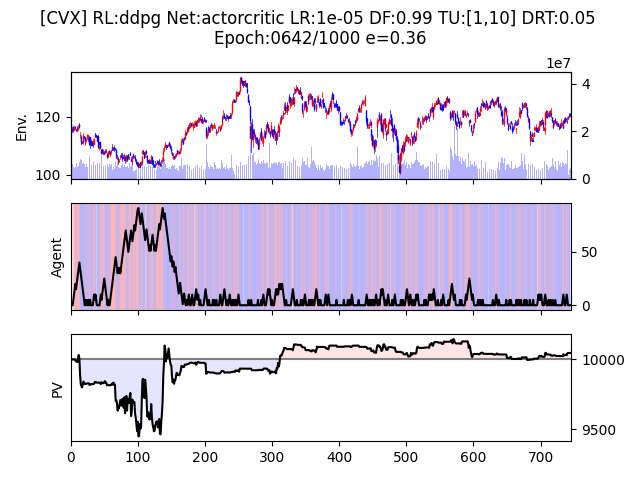 [CVX] RL:ddpg Net:actorcritic LR:1e-05 DF:0.99 TU:[1,10] DRT:0.05
Epoch:0642/1000 e=0.36
1e7
Env.
120
100
4
2
0
Agent
50
0
PV
10000
9500
0 100 200 300 400 500 600 700